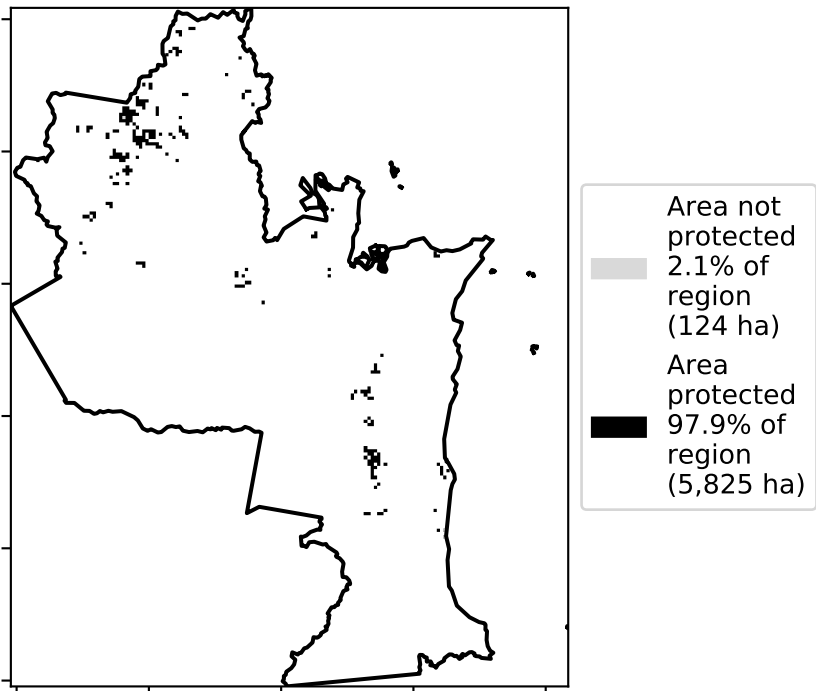 Area not
protected
2.1% of
region
(124 ha)
Area
protected
97.9% of
region
(5,825 ha)